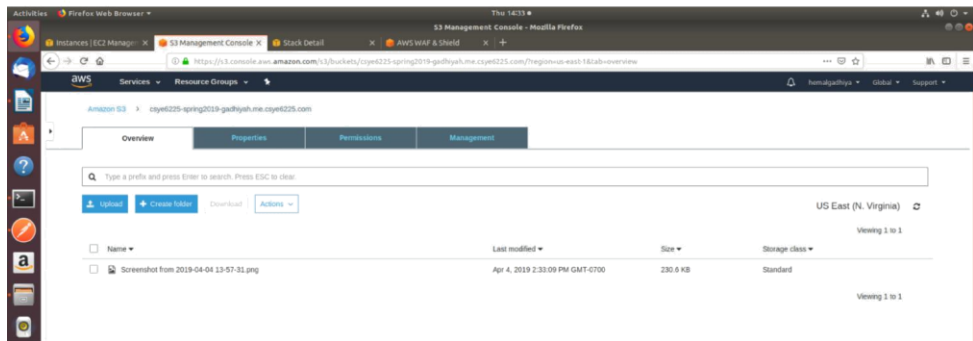 Activities Firefox Web Browser Thu 14:33
S3 Management Console - Mozilla Firefox
Instances | EC2 Manager S3 Management Console Stack Detail AWS WAF & Shield
https://s3.console.aws.amazon.com/s3/buckets/csye6225-spring2019-gadhiyah.me.csye6225.com/?region=us-east-1&tab=overview
aws Services Resource Groups hemalgadhiya Global Support
Amazon S3 > csye6225-spring2019-gadhiyah.me.csye6225.com
Overview Properties Permissions Management
Type a prefix and press Enter to search. Press ESC to clear.
Upload + Create folder Download Actions
US East (N. Virginia)
Viewing 1 to 1
Name Last modified Size Storage class
Screenshot from 2019-04-04 13-57-31.png Apr 4, 2019 2:33:09 PM GMT-0700 230.6 KB Standard
Viewing 1 to 1